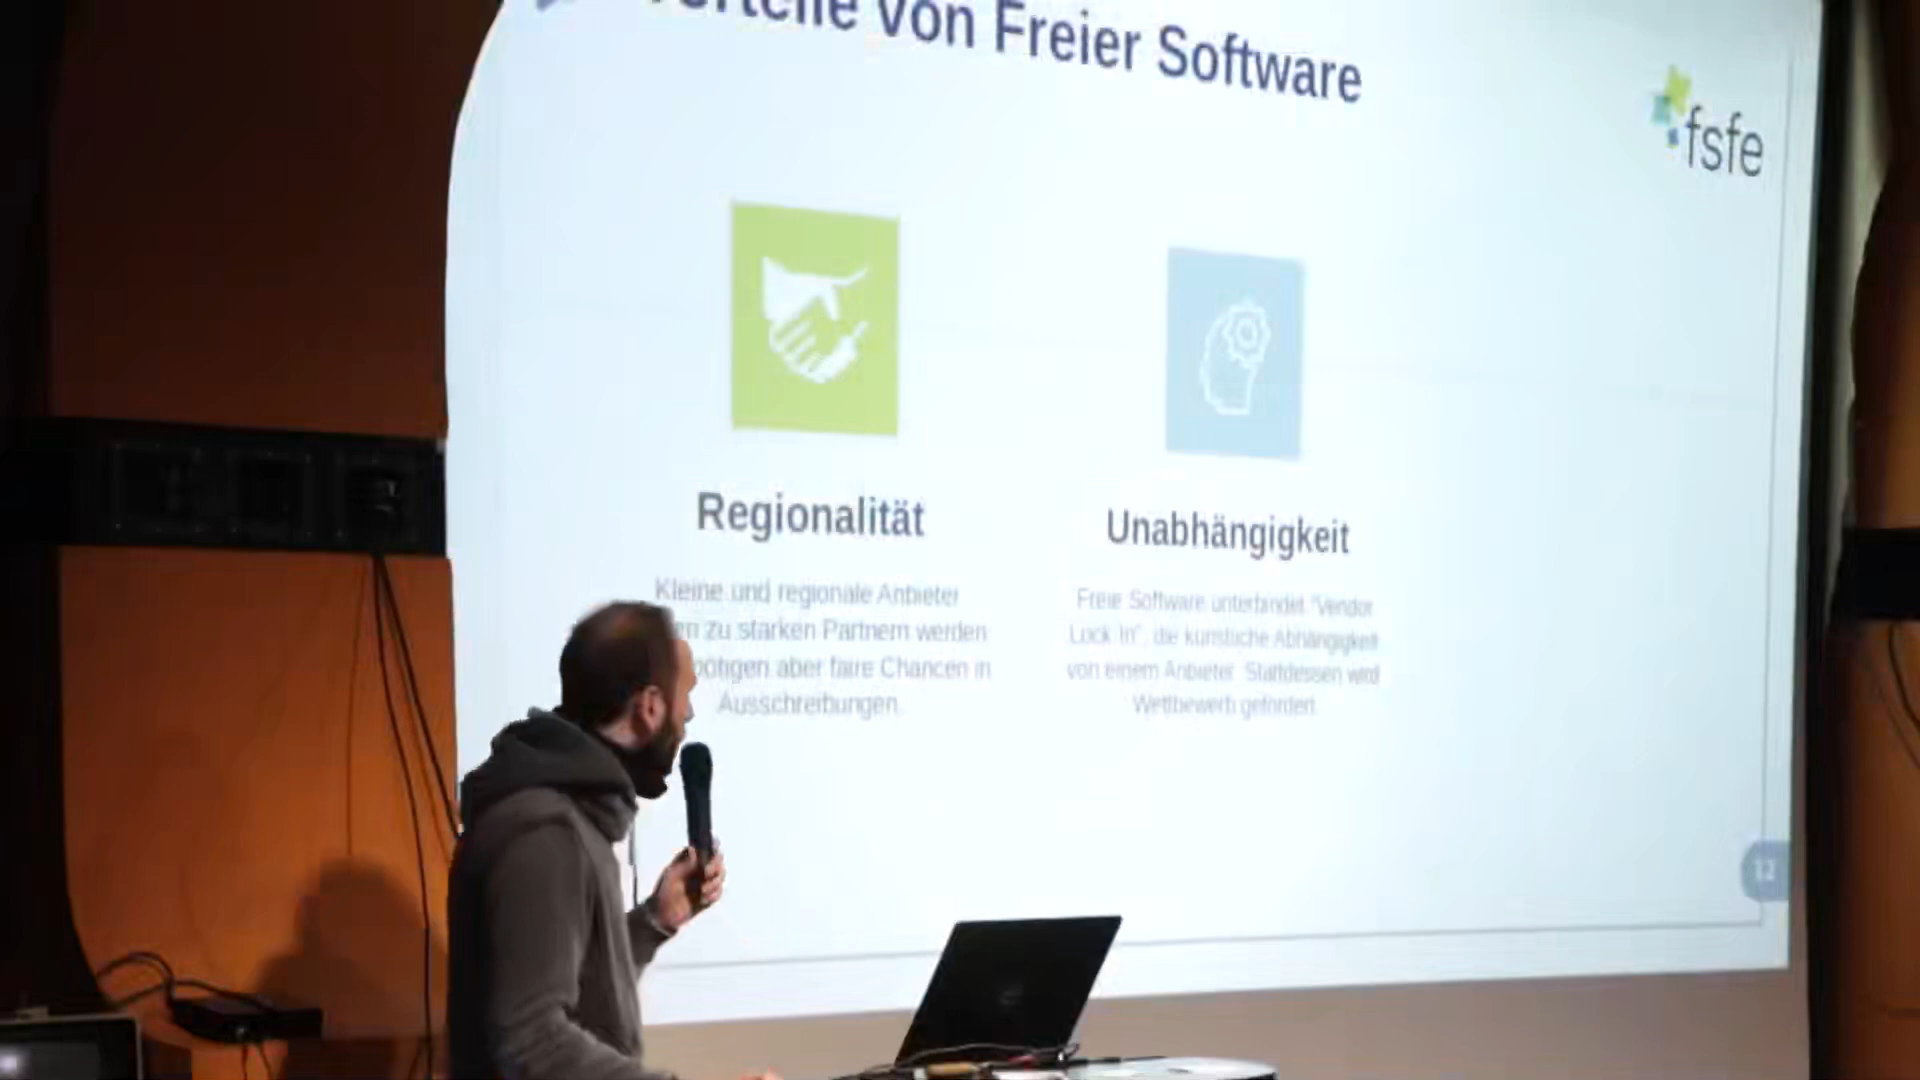 von Freier Software
fsfe
Regionalität
Kleine und regionale Anbieter
zu starken Partnern werden
aber faire Chancen in
Ausschreibungen.
Unabhängigkeit
Freie Software unterbindet "Vendor
Lock In", die künstliche Abhängigkeit
von einem Anbieter. Stattdessen wird
Wettbewerb gefördert.
12